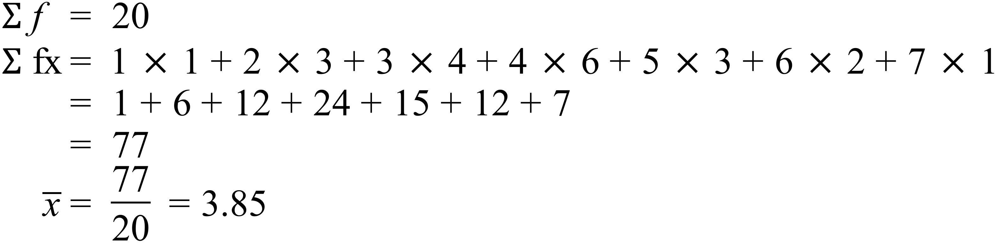 Σ f = 20
Σ fx = 1 × 1 + 2 × 3 + 3 × 4 + 4 × 6 + 5 × 3 + 6 × 2 + 7 × 1
= 1 + 6 + 12 + 24 + 15 + 12 + 7
= 77
x̅ = 77/20 = 3.85